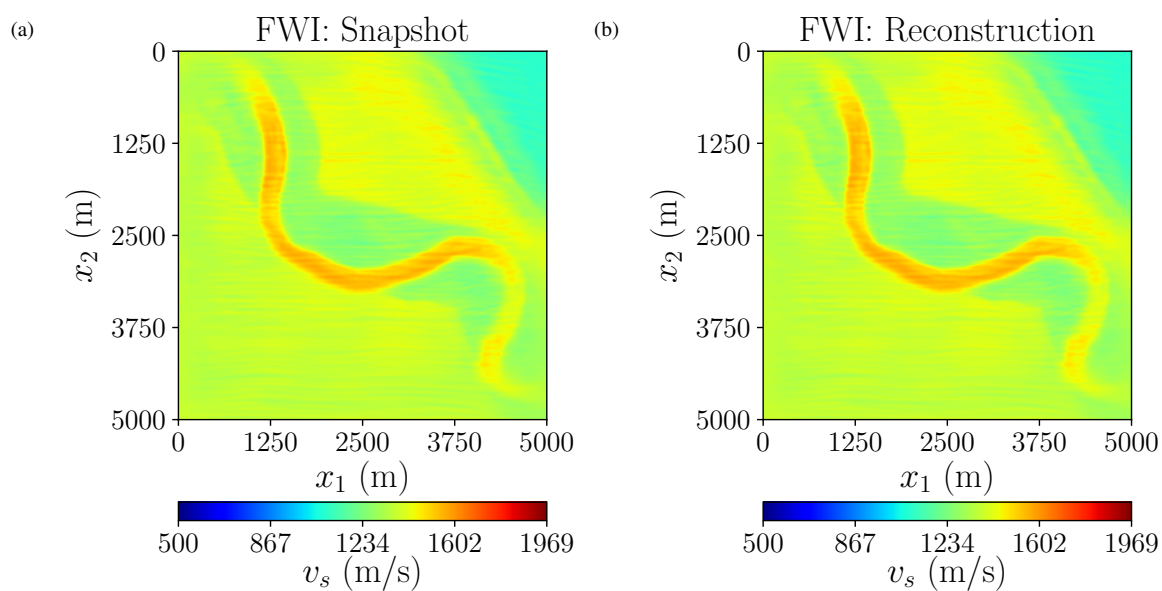 (a)
FWI: Snapshot
0
1250
2500
3750
5000
x₂ (m)
0 1250 2500 3750 5000
x₁ (m)
500 867 1234 1602 1969
vₛ (m/s)
(b)
FWI: Reconstruction
0
1250
2500
3750
5000
x₂ (m)
0 1250 2500 3750 5000
x₁ (m)
500 867 1234 1602 1969
vₛ (m/s)